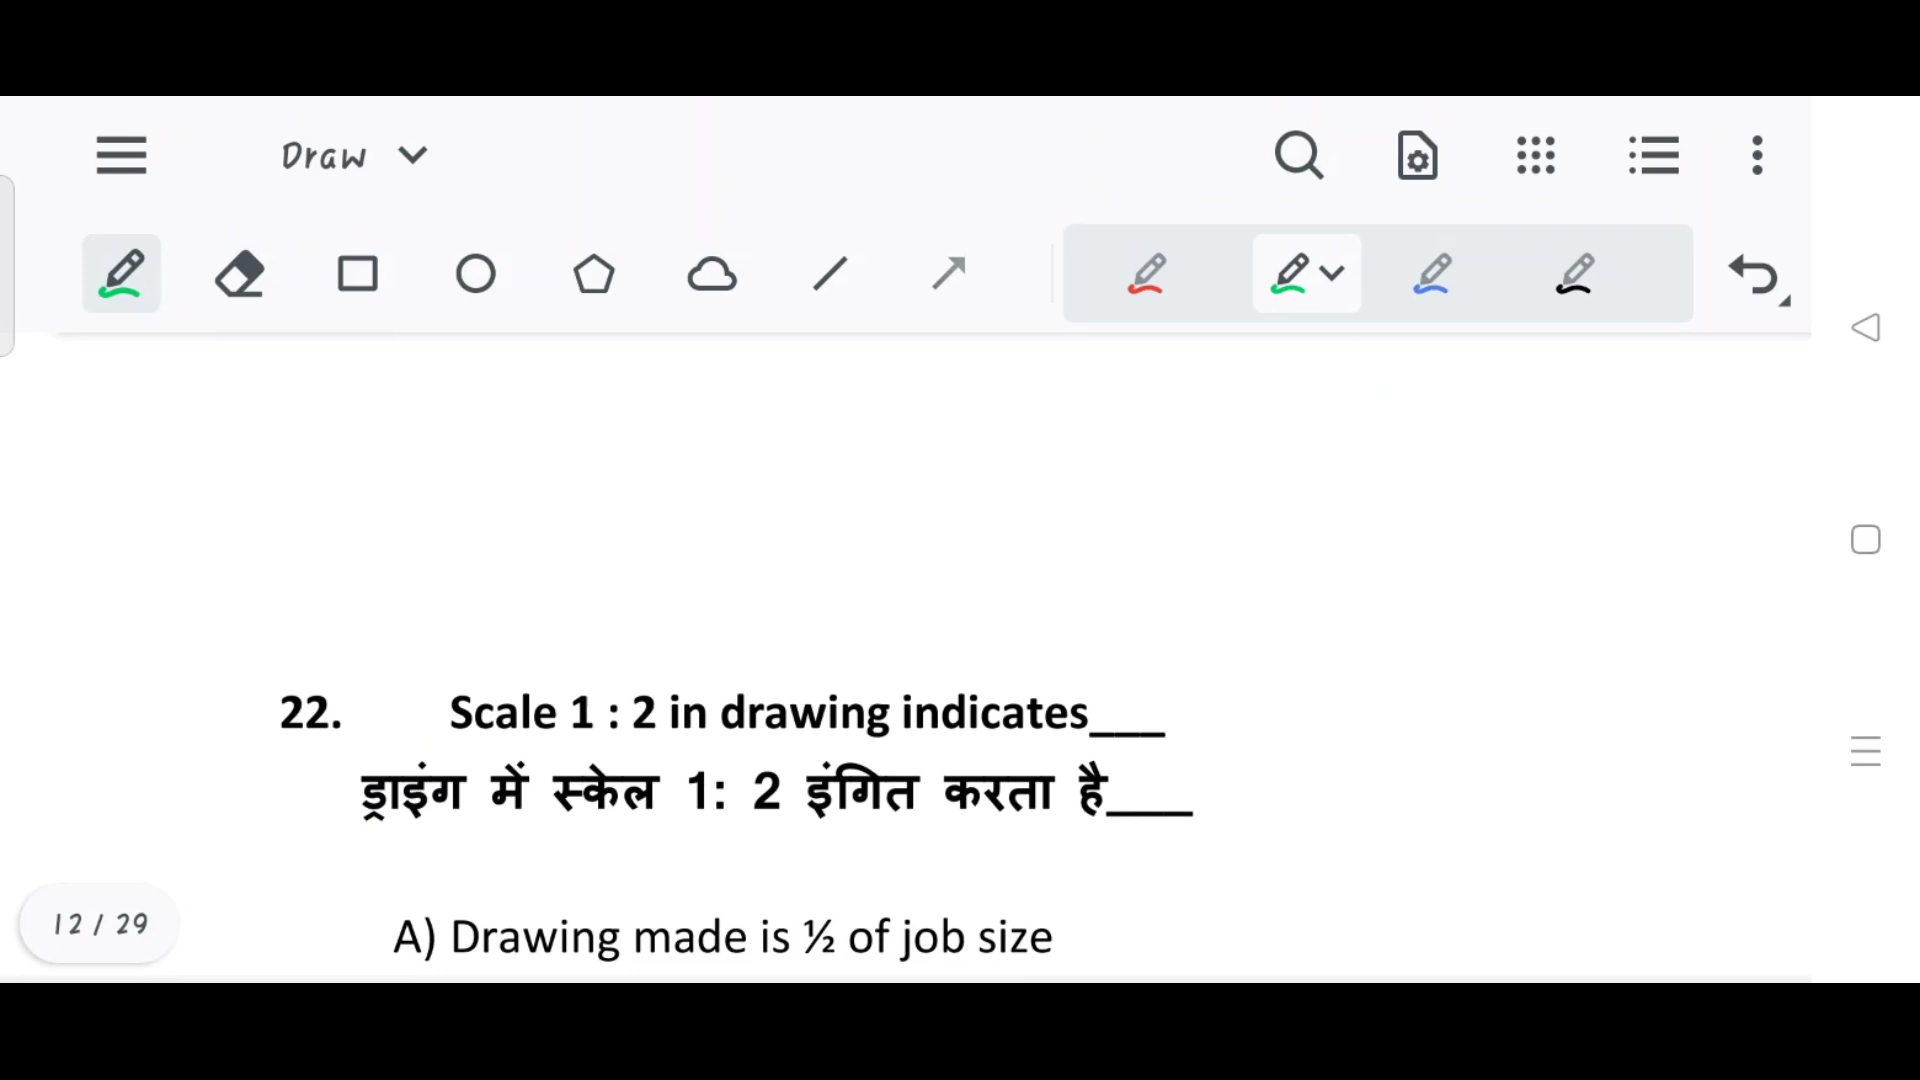 Draw
22. Scale 1 : 2 in drawing indicates___
ड्राइंग में स्केल 1: 2 इंगित करता है___
12 / 29
A) Drawing made is ½ of job size